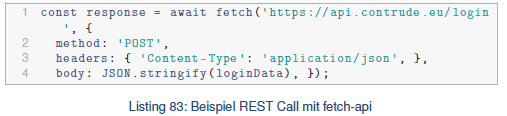 1 const response = await fetch('https://api.contrude.eu/login
', {
2 method: 'POST',
3 headers: { 'Content-Type': 'application/json', },
4 body: JSON.stringify(loginData), });
Listing 83: Beispiel REST Call mit fetch-api